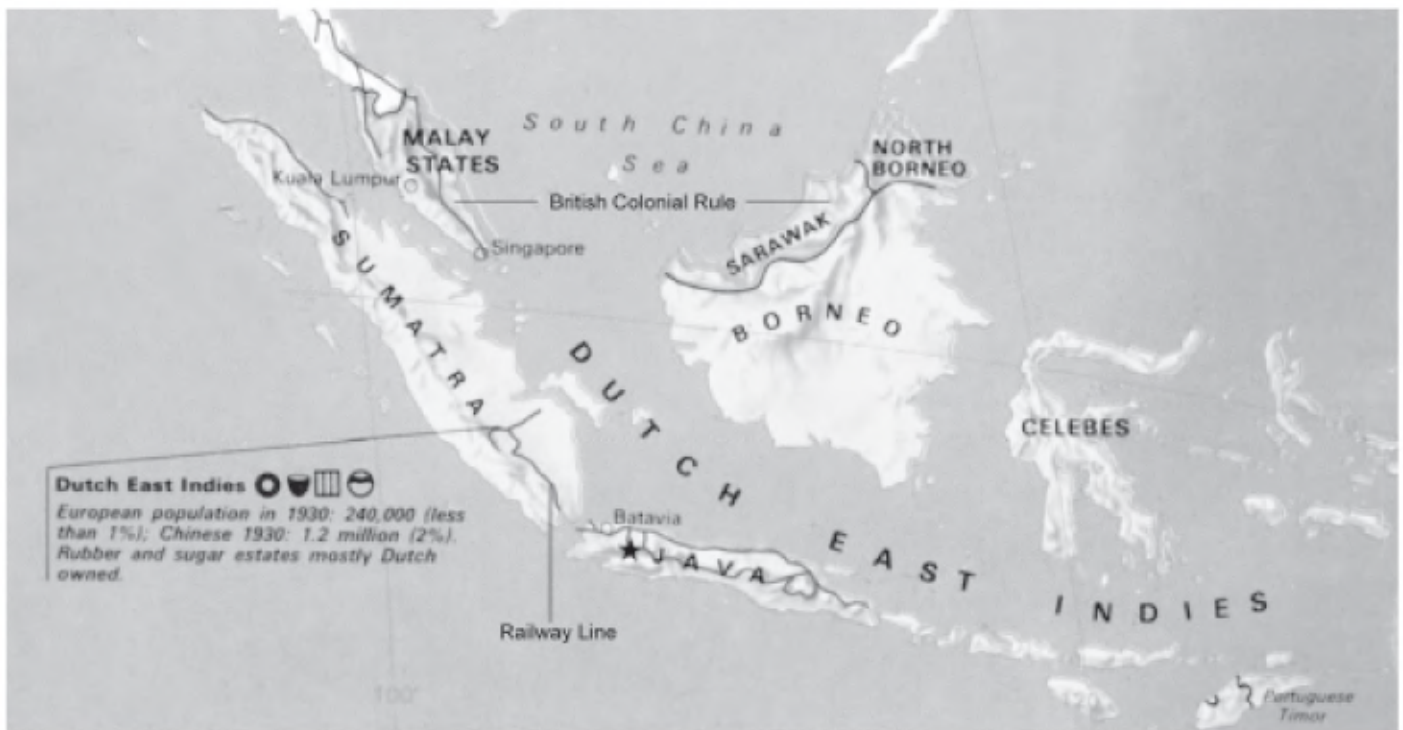 South China
Sea
MALAY
STATES
NORTH
BORNEO
Kuala Lumpur
British Colonial Rule
Singapore
SARAWAK
SUMATRA
BORNEO
DUTCH EAST INDIES
CELEBES
Dutch East Indies
European population in 1930: 240,000 (less
than 1%); Chinese 1930: 1.2 million (2%).
Rubber and sugar estates mostly Dutch
owned.
Batavia
JAVA
Railway Line
100°
Portuguese
Timor